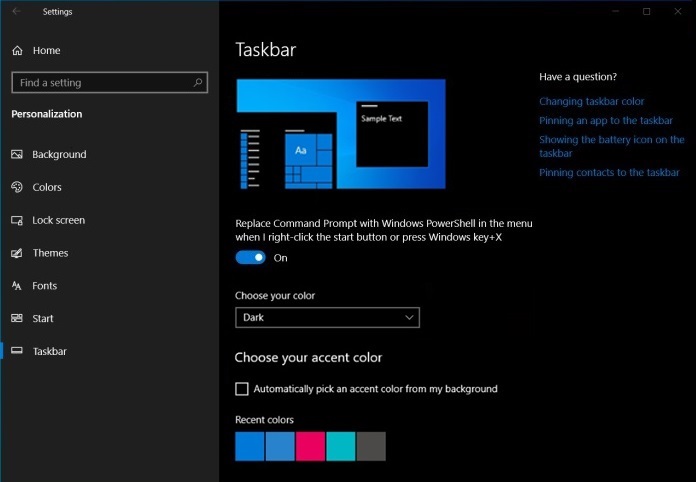 Settings
Home
Find a setting
Personalization
Background
Colors
Lock screen
Themes
Fonts
Start
Taskbar
Taskbar
Sample Text
Aa
Replace Command Prompt with Windows PowerShell in the menu
when I right-click the start button or press Windows key+X
On
Choose your color
Dark
Choose your accent color
Automatically pick an accent color from my background
Recent colors
Have a question?
Changing taskbar color
Pinning an app to the taskbar
Showing the battery icon on the
taskbar
Pinning contacts to the taskbar